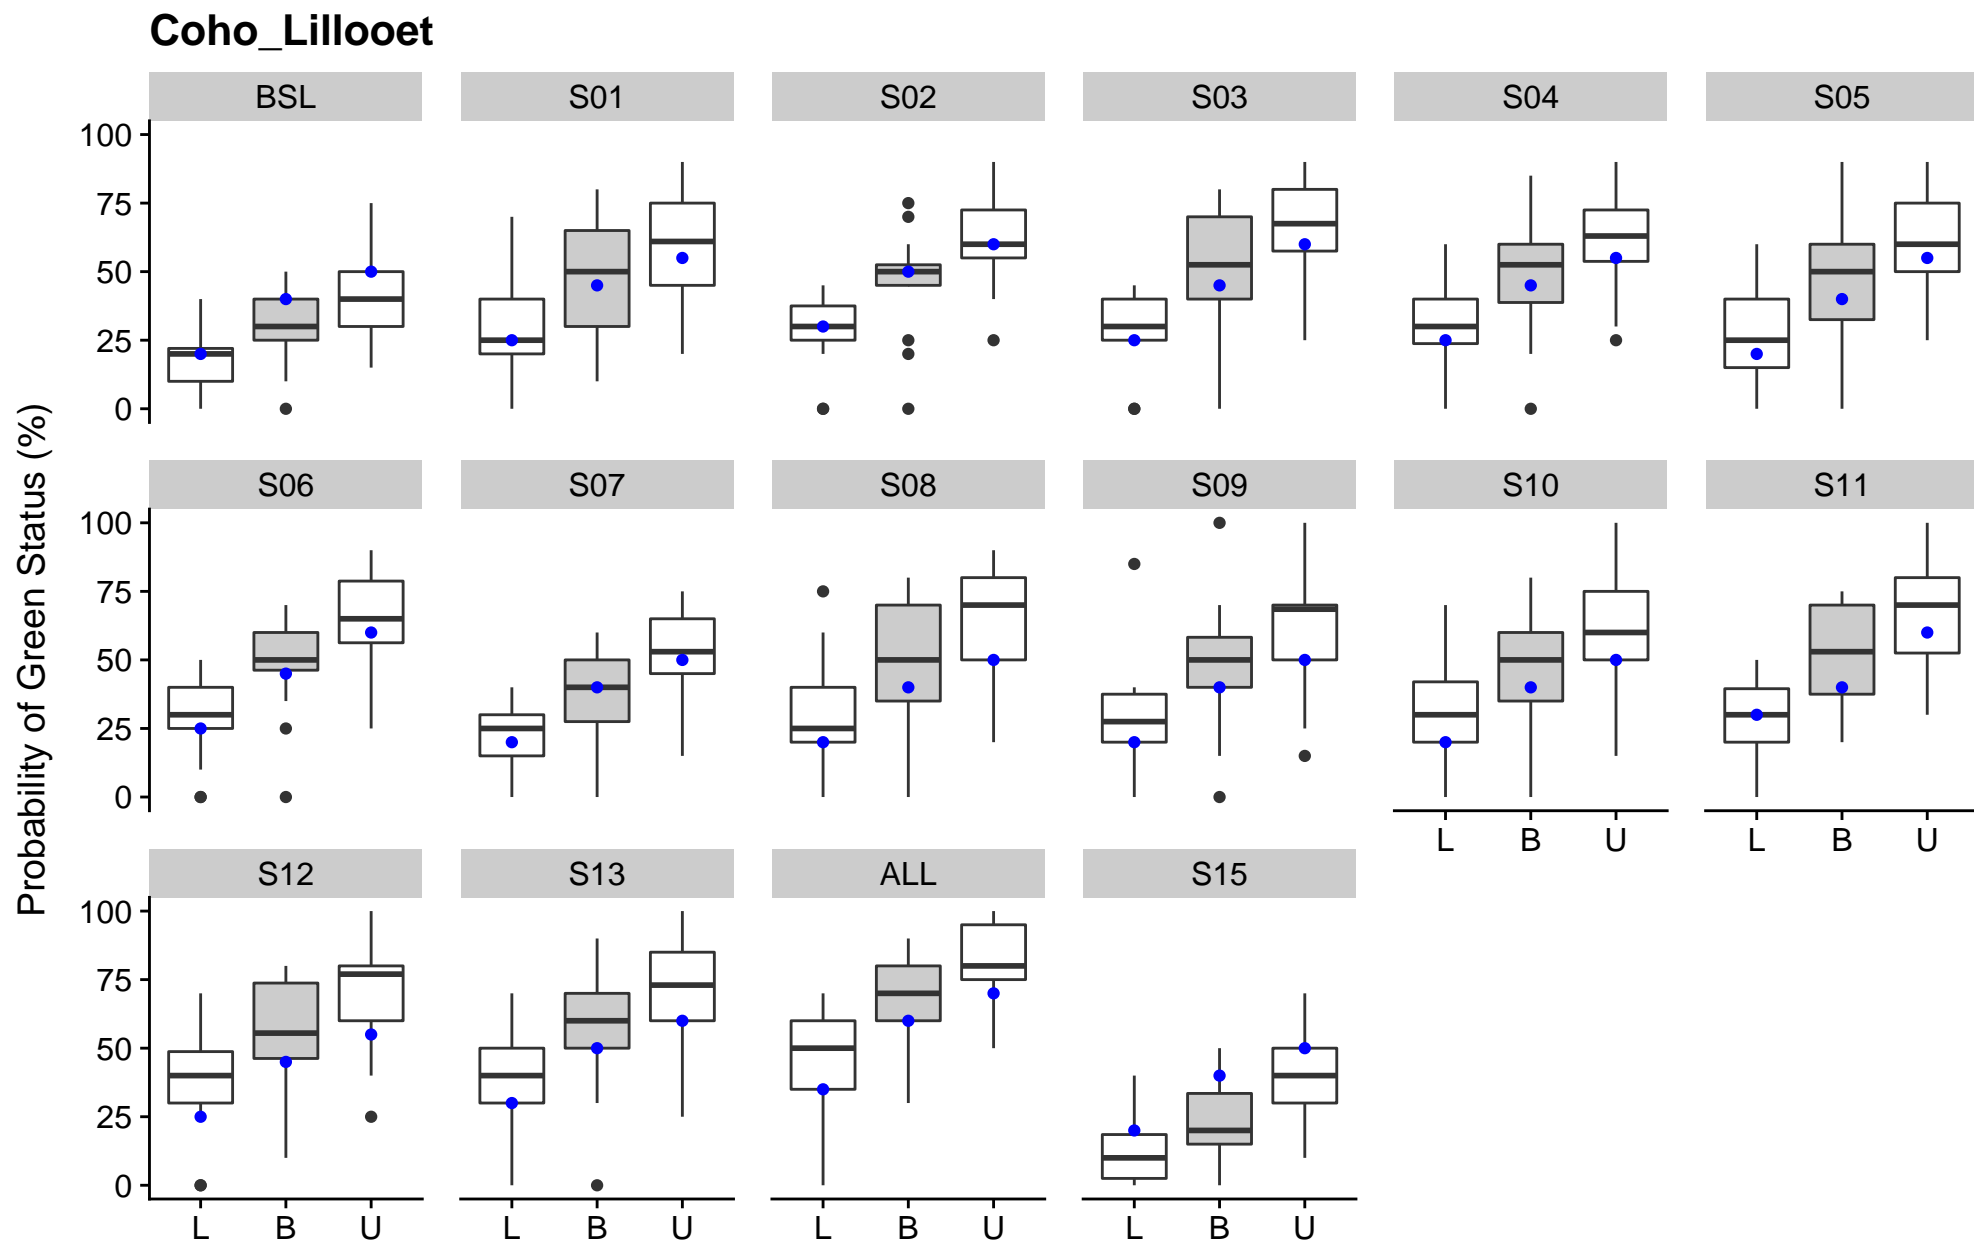 Coho_Lillooet
BSL S01 S02 S03 S04 S05
100
75
50
25
0
S06 S07 S08 S09 S10 S11
100
75
50
25
0
L B U L B U
S12 S13 ALL S15
100
75
50
25
0
L B U L B U L B U L B U
Probability of Green Status (%)